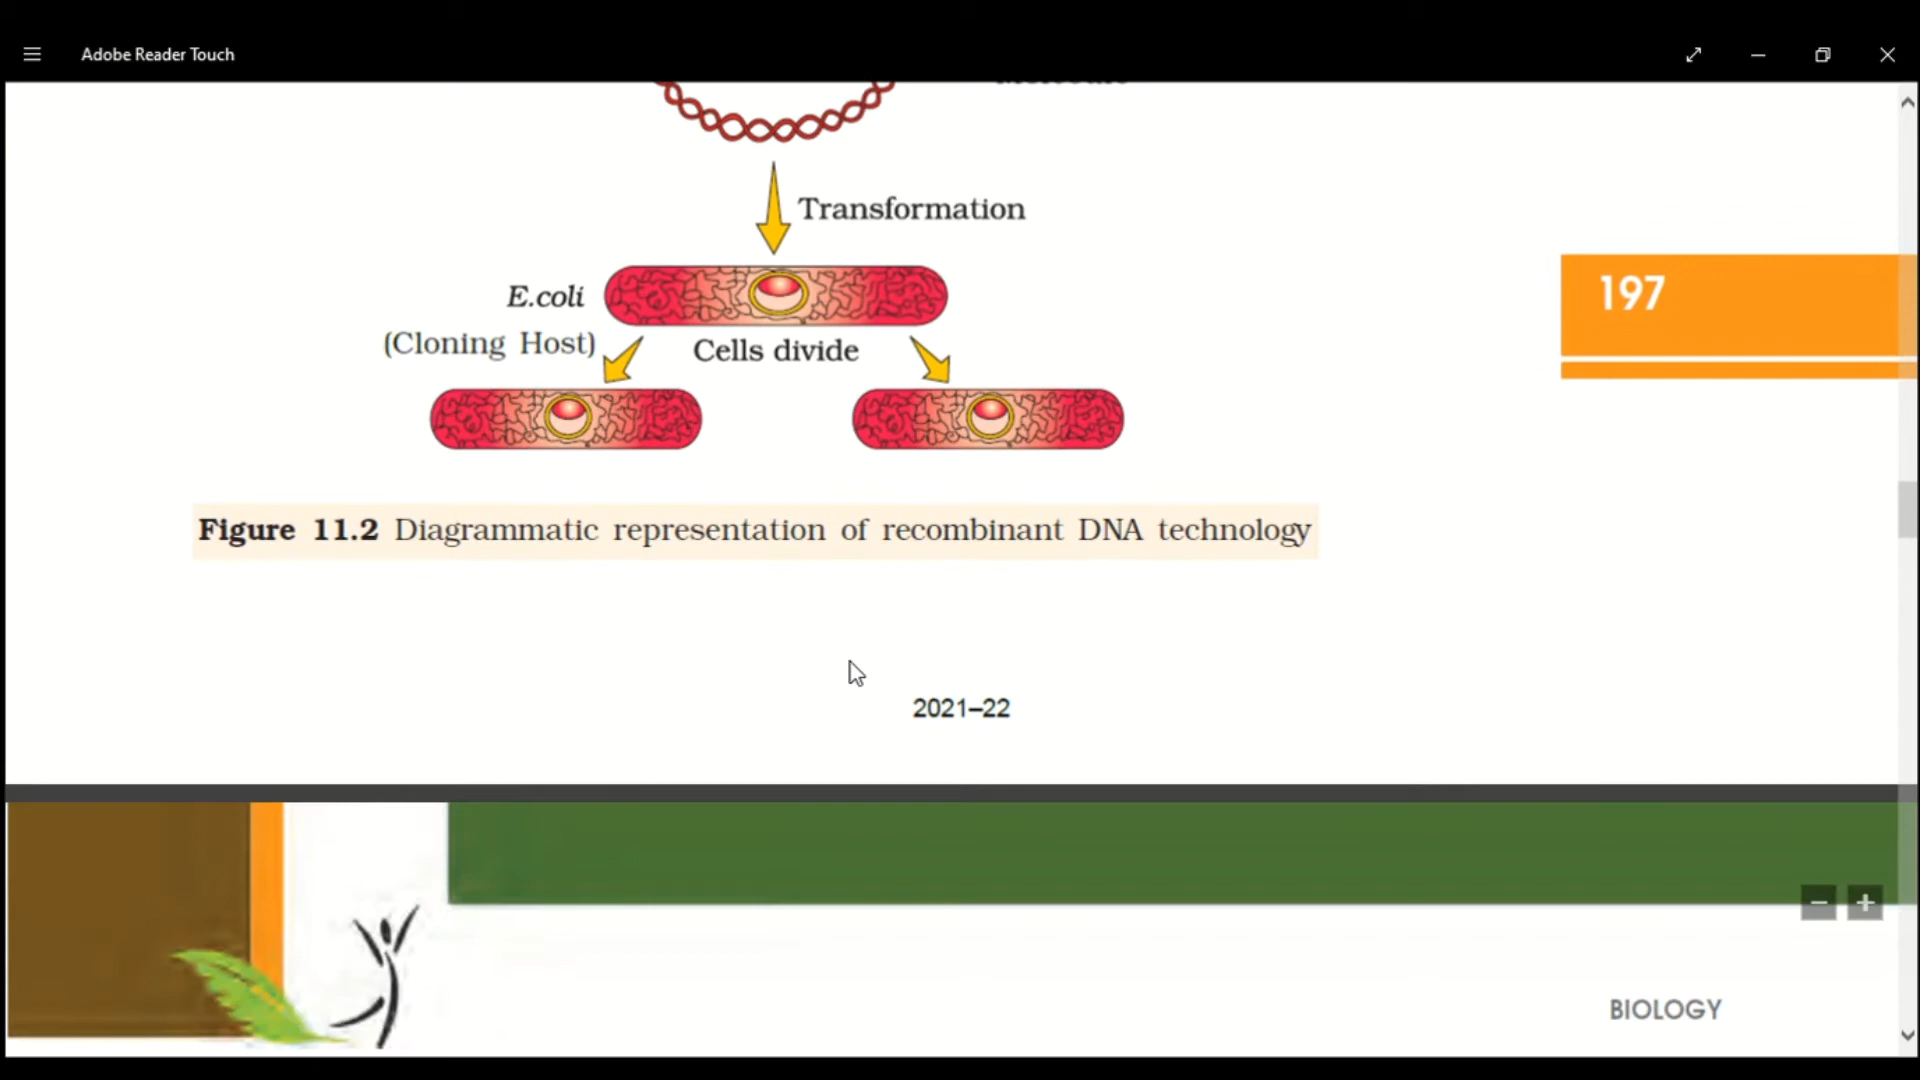 Adobe Reader Touch
Transformation
E.coli
(Cloning Host)
Cells divide
197
Figure 11.2 Diagrammatic representation of recombinant DNA technology
2021–22
BIOLOGY